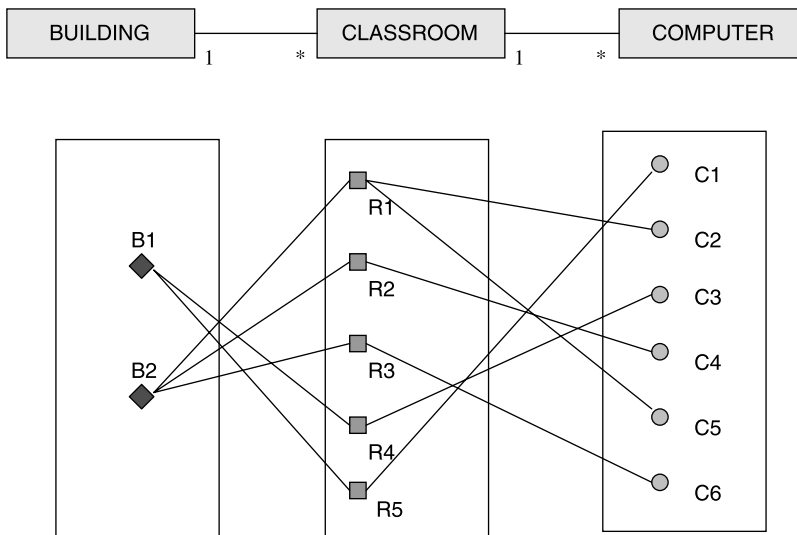 BUILDING
CLASSROOM
COMPUTER
1
*
1
*
B1
B2
R1
R2
R3
R4
R5
C1
C2
C3
C4
C5
C6